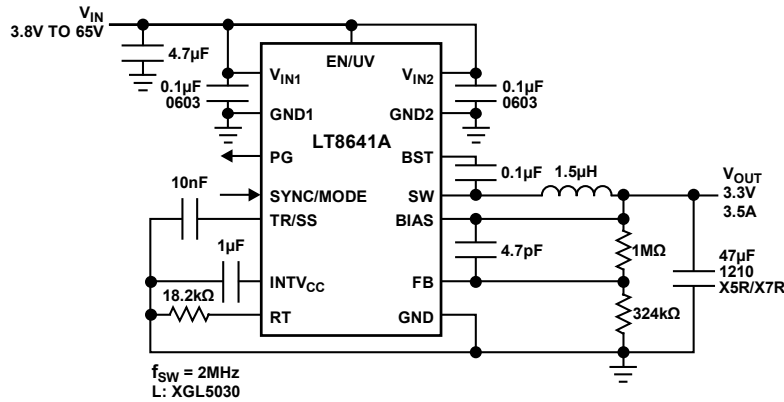 VIN
3.8V TO 65V
4.7µF
EN/UV
VIN1
VIN2
0.1µF
0603
0.1µF
0603
GND1
GND2
LT8641A
PG
BST
0.1µF
1.5µH
VOUT
3.3V
3.5A
10nF
SYNC/MODE
SW
TR/SS
BIAS
1µF
4.7pF
1MΩ
47µF
1210
X5R/X7R
INTVCC
FB
18.2kΩ
324kΩ
RT
GND
fSW = 2MHz
L: XGL5030